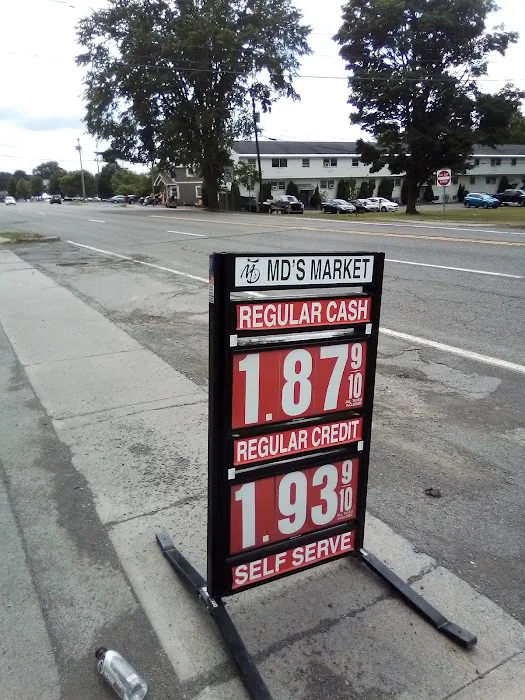 MD'S MARKET
REGULAR CASH
1.87 9/10
REGULAR CREDIT
1.93 9/10
SELF SERVE